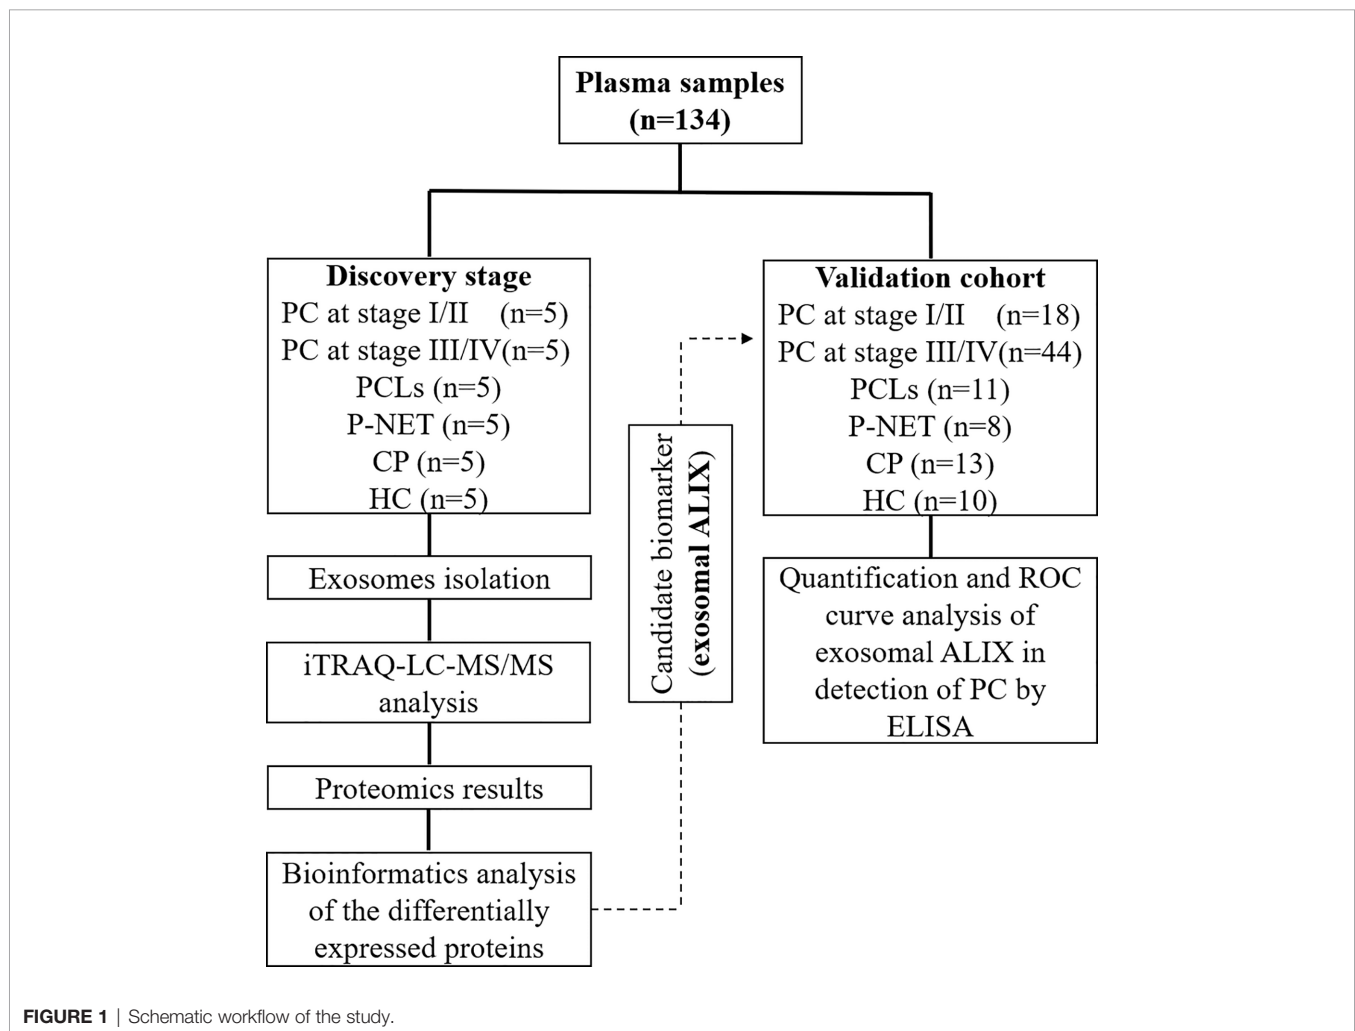 Plasma samples
(n=134)
Discovery stage
PC at stage I/II (n=5)
PC at stage III/IV(n=5)
PCLs (n=5)
P-NET (n=5)
CP (n=5)
HC (n=5)
Exosomes isolation
iTRAQ-LC-MS/MS
analysis
Proteomics results
Bioinformatics analysis
of the differentially
expressed proteins
Candidate biomarker
(exosomal ALIX)
Validation cohort
PC at stage I/II (n=18)
PC at stage III/IV(n=44)
PCLs (n=11)
P-NET (n=8)
CP (n=13)
HC (n=10)
Quantification and ROC
curve analysis of
exosomal ALIX in
detection of PC by
ELISA
FIGURE 1 | Schematic workflow of the study.